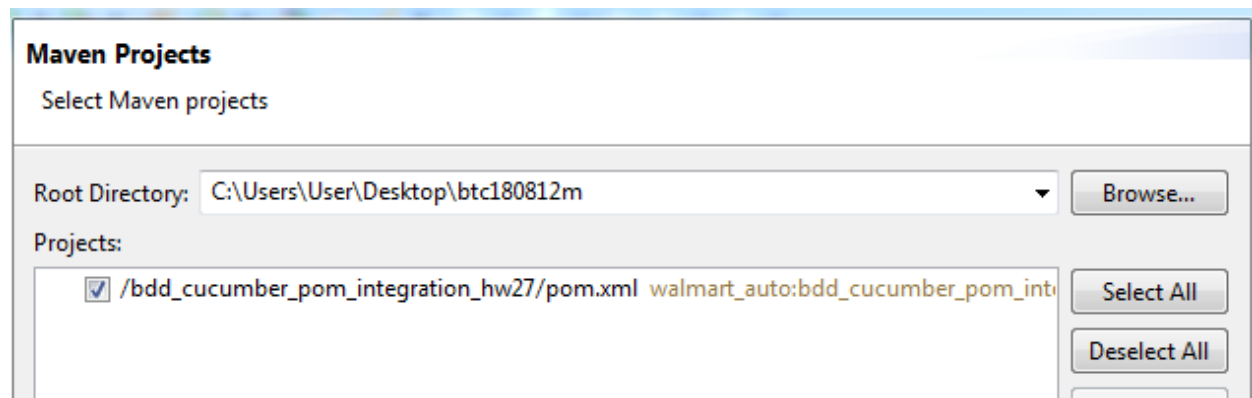 Maven Projects
Select Maven projects
Root Directory: C:\Users\User\Desktop\btc180812m Browse...
Projects:
/bdd_cucumber_pom_integration_hw27/pom.xml walmart_auto:bdd_cucumber_pom_inte Select All
Deselect All